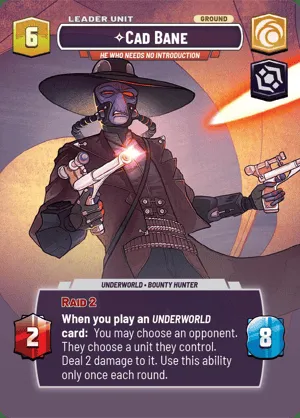 LEADER UNIT
GROUND
6
CAD BANE
HE WHO NEEDS NO INTRODUCTION
UNDERWORLD • BOUNTY HUNTER
RAID 2
When you play an UNDERWORLD
card: You may choose an opponent.
They choose a unit they control.
Deal 2 damage to it. Use this ability
only once each round.
2
8